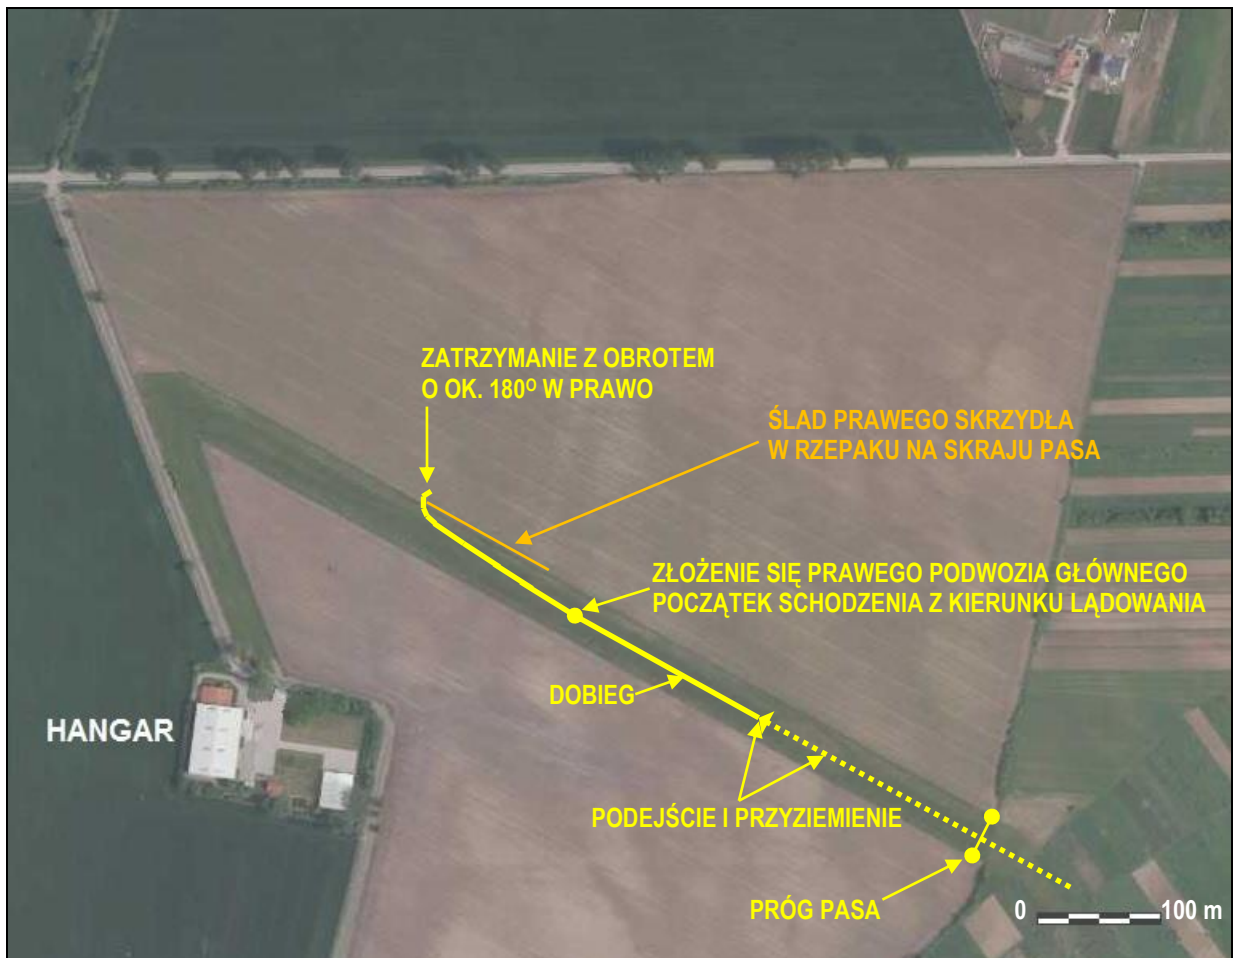 ZATRZYMANIE Z OBROTEM
O OK. 180º W PRAWO
ŚLAD PRAWEGO SKRZYDŁA
W RZEPAKU NA SKRAJU PASA
ZŁOŻENIE SIĘ PRAWEGO PODWOZIA GŁÓWNEGO
POCZĄTEK SCHODZENIA Z KIERUNKU LĄDOWANIA
DOBIEG
HANGAR
PODEJŚCIE I PRZYZIEMIENIE
PRÓG PASA
0 100 m